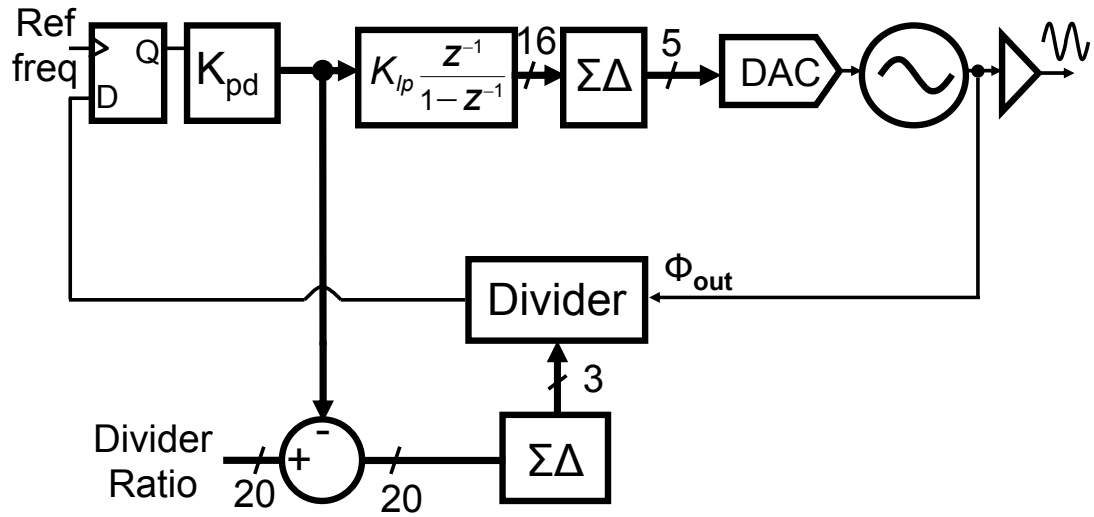 Ref
freq
D
Q
K_pd
K_lp z⁻¹ / 1 − z⁻¹
16
ΣΔ
5
DAC
Φ_out
Divider
3
Divider
Ratio
20
+
-
20
ΣΔ